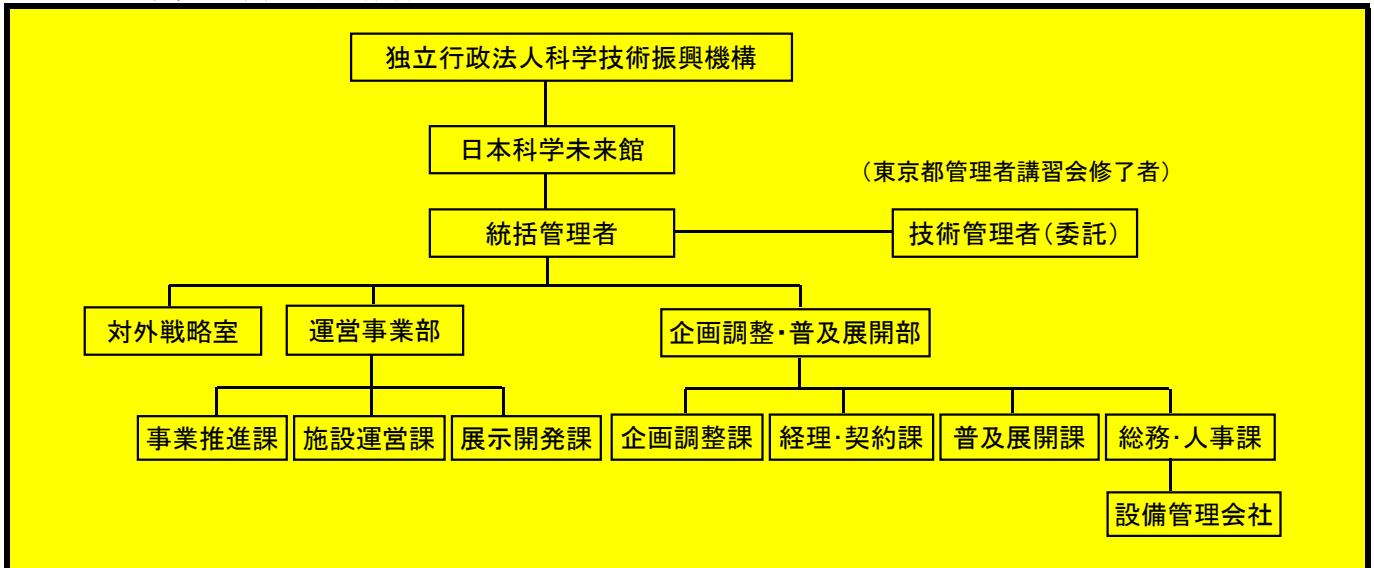 独立行政法人科学技術振興機構
日本科学未来館
（東京都管理者講習会修了者）
統括管理者
技術管理者（委託）
対外戦略室
運営事業部
企画調整・普及展開部
事業推進課
施設運営課
展示開発課
企画調整課
経理・契約課
普及展開課
総務・人事課
設備管理会社